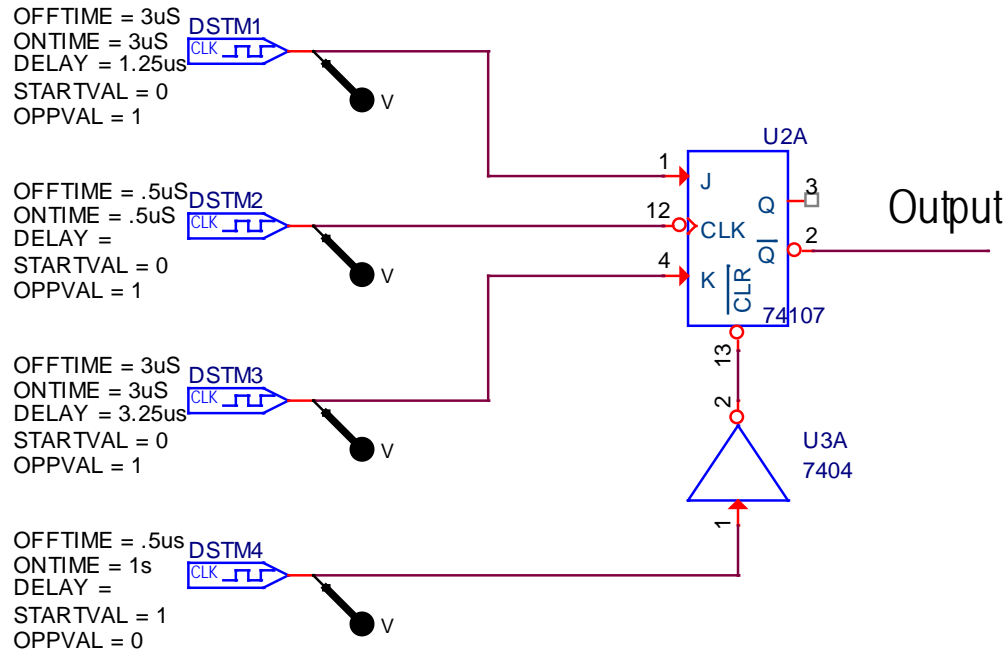 OFFTIME = 3uS
ONTIME = 3uS
DELAY = 1.25us
STARTVAL = 0
OPPVAL = 1
DSTM1
CLK
V
OFFTIME = .5uS
ONTIME = .5uS
DELAY =
STARTVAL = 0
OPPVAL = 1
DSTM2
CLK
V
OFFTIME = 3uS
ONTIME = 3uS
DELAY = 3.25us
STARTVAL = 0
OPPVAL = 1
DSTM3
CLK
V
OFFTIME = .5us
ONTIME = 1s
DELAY =
STARTVAL = 1
OPPVAL = 0
DSTM4
CLK
V
U2A
1
J
Q
3
12
CLK
Q
2
4
K
CLR
74107
13
Output
2
U3A
7404
1